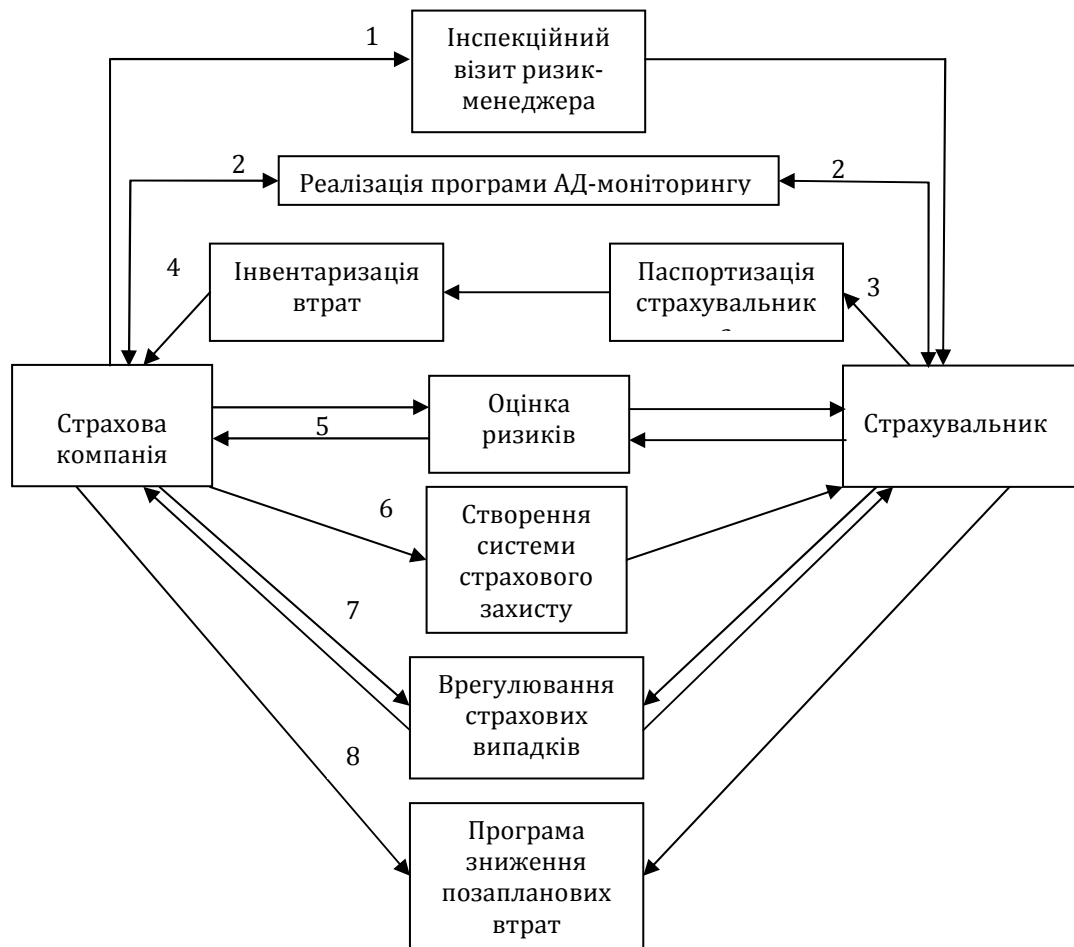 1
Інспекційний
візит ризик-
менеджера
2
Реалізація програми АД-моніторингу
2
4
Інвентаризація
втрат
Паспортизація
страхувальник
3
Страхова
компанія
5
Оцінка
ризиків
Страхувальник
6
Створення
системи
страхового
захисту
7
Врегулювання
страхових
випадків
8
Програма
зниження
позапланових
втрат